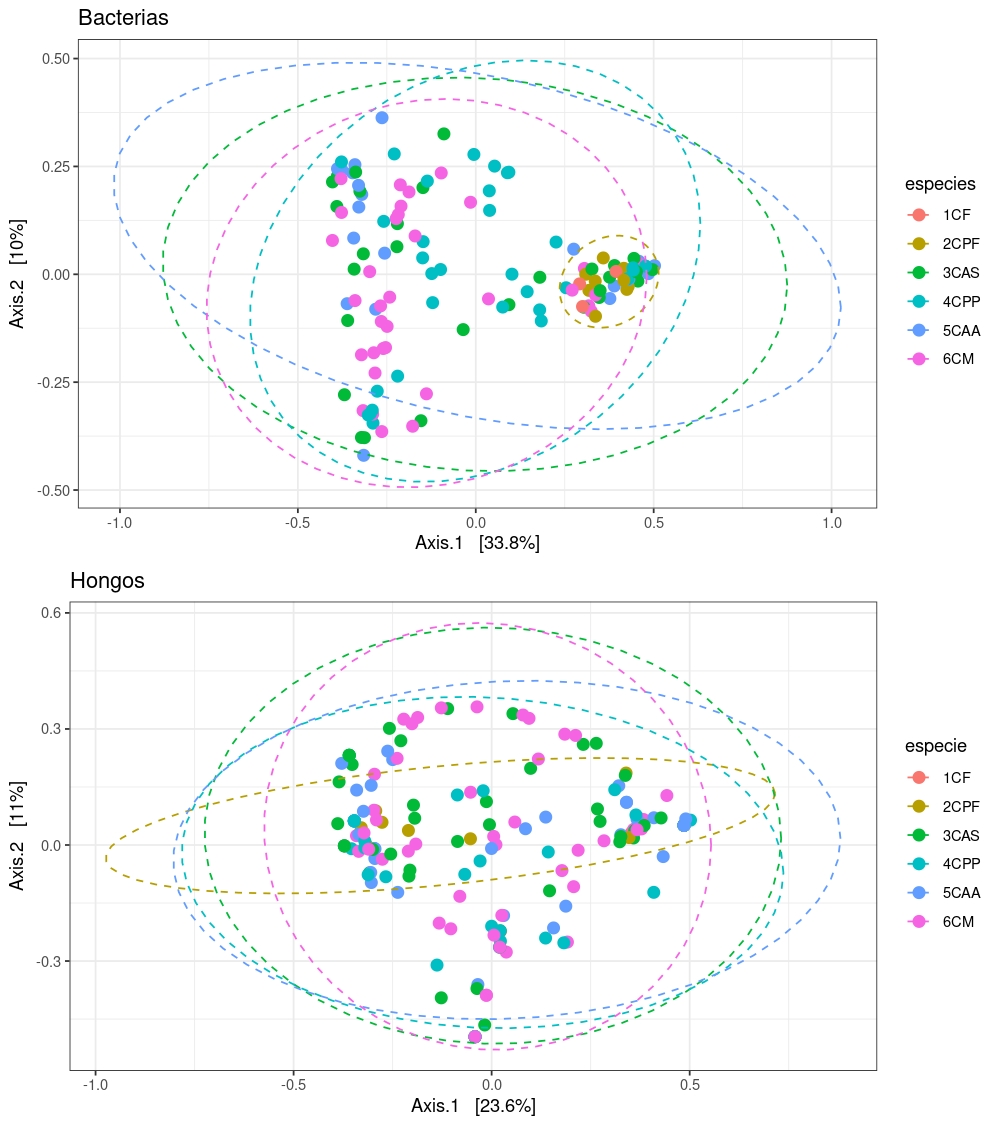 Bacterias
0.50
0.25
0.00
-0.25
-0.50
Axis.2 [10%]
-1.0 -0.5 0.0 0.5 1.0
Axis.1 [33.8%]
especies
1CF
2CPF
3CAS
4CPP
5CAA
6CM
Hongos
0.6
0.3
0.0
-0.3
Axis.2 [11%]
-1.0 -0.5 0.0 0.5
Axis.1 [23.6%]
especie
1CF
2CPF
3CAS
4CPP
5CAA
6CM